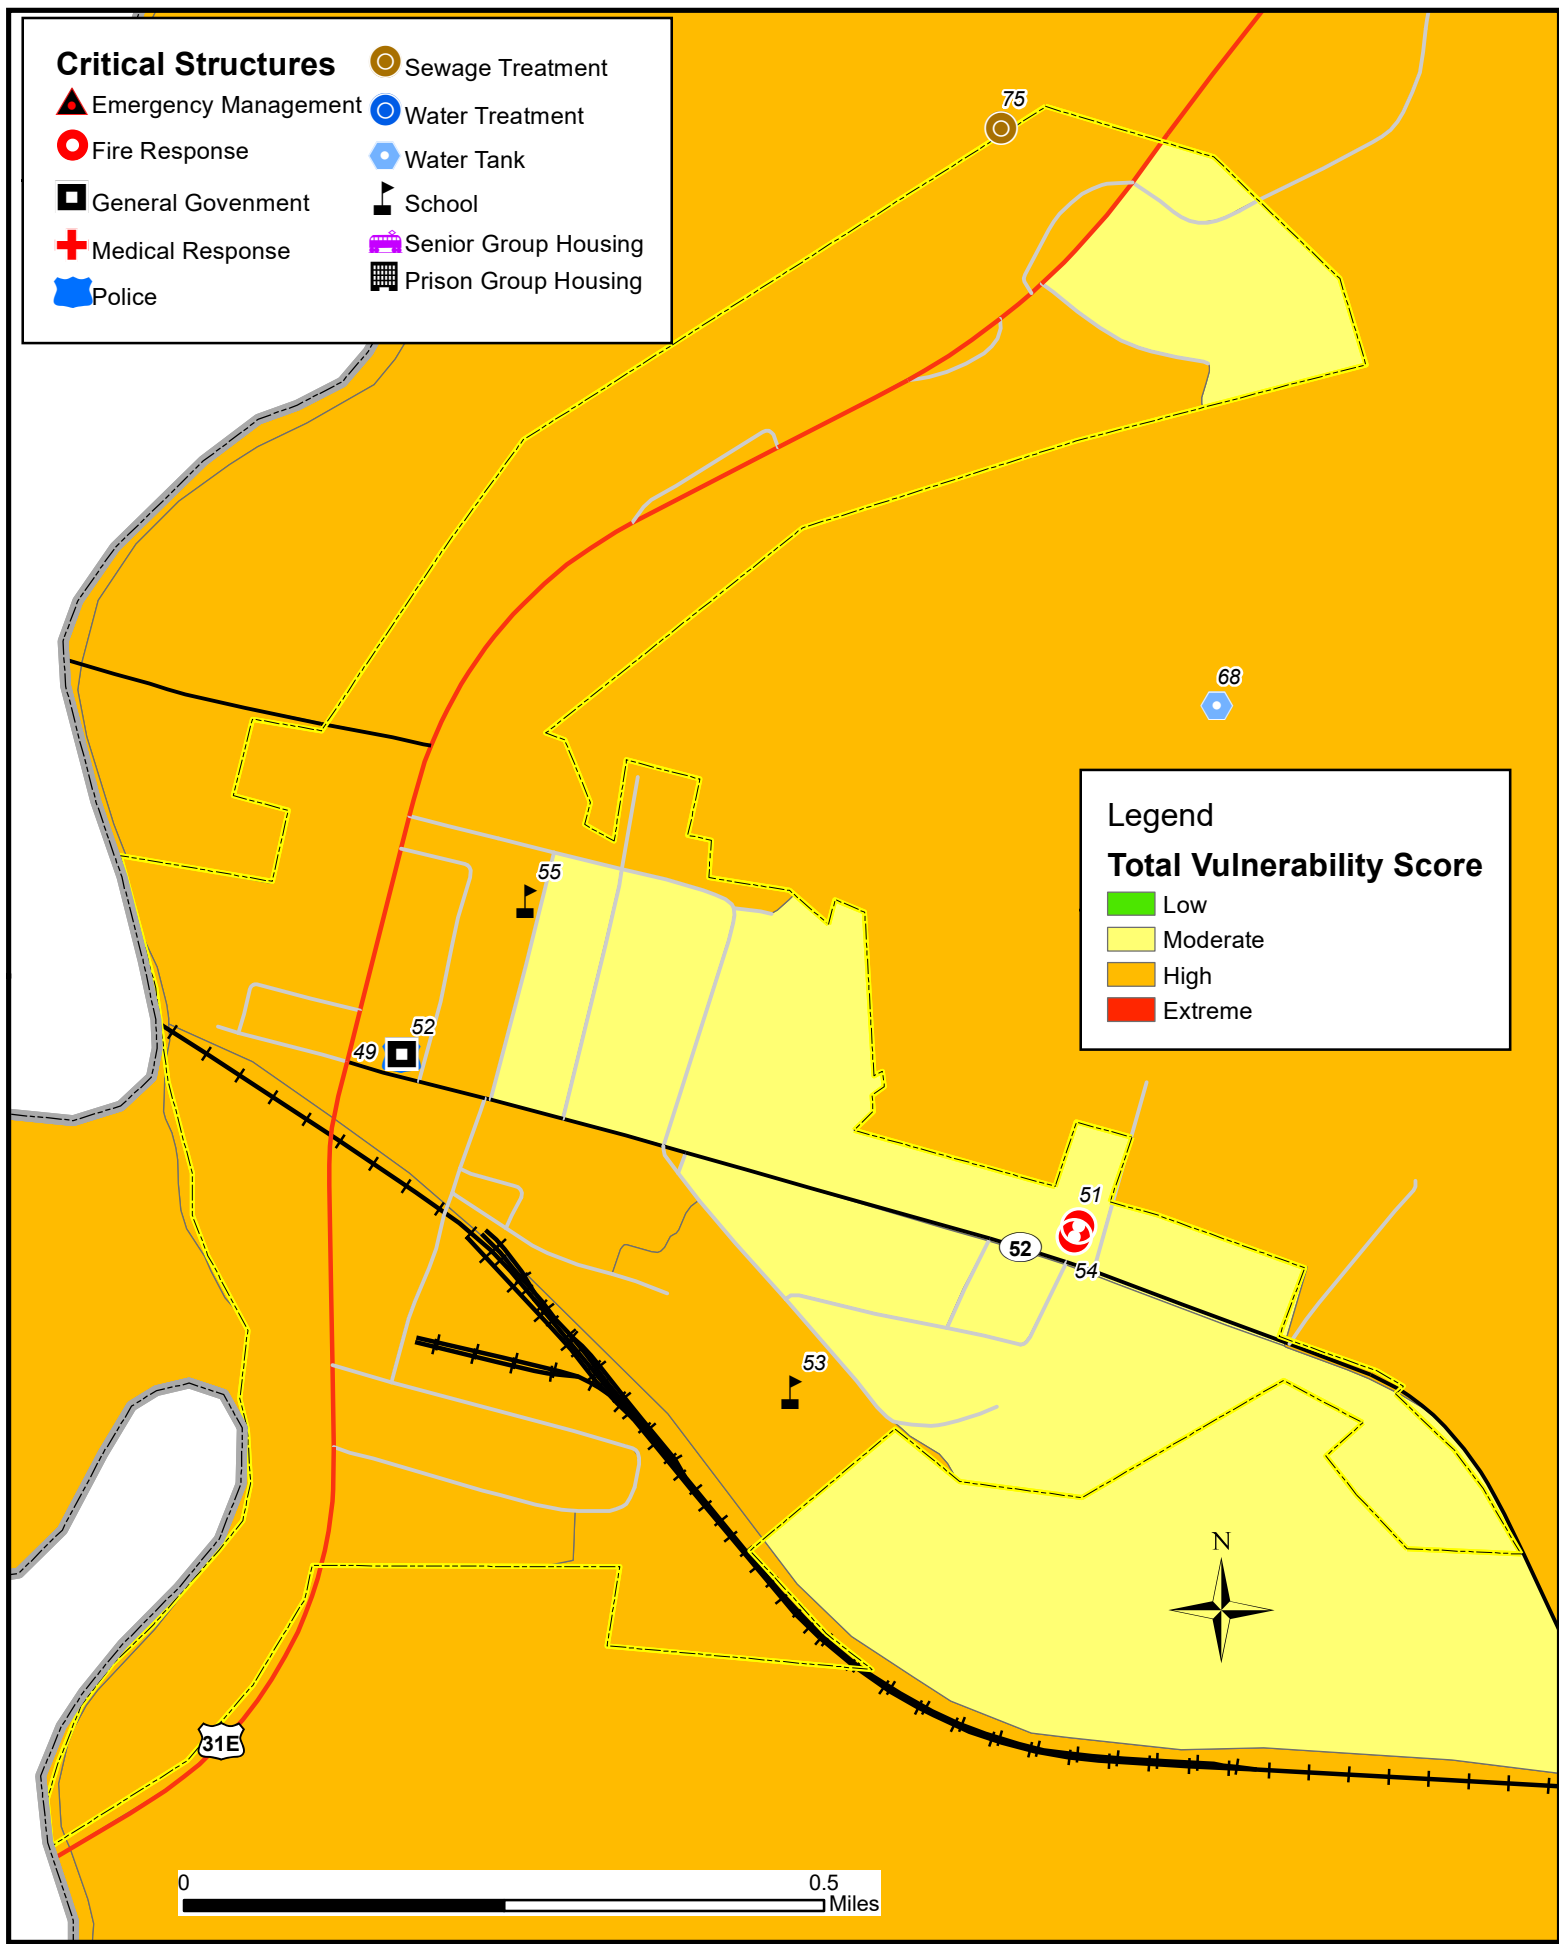 Critical Structures
Emergency Management
Fire Response
General Govenment
Medical Response
Police
Sewage Treatment
Water Treatment
Water Tank
School
Senior Group Housing
Prison Group Housing
75
68
Legend
Total Vulnerability Score
Low
Moderate
High
Extreme
55
52
49
51
52
54
53
N
31E
0
0.5
Miles